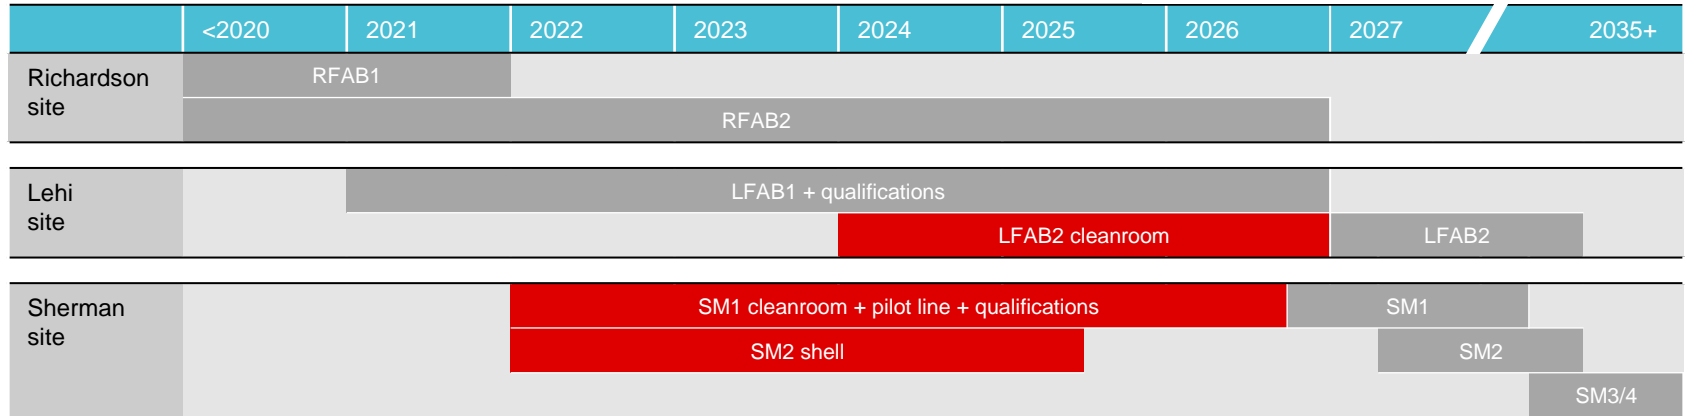 <2020 2021 2022 2023 2024 2025 2026 2027 2035+
Richardson
site
RFAB1
RFAB2
Lehi
site
LFAB1 + qualifications
LFAB2 cleanroom LFAB2
Sherman
site
SM1 cleanroom + pilot line + qualifications SM1
SM2 shell SM2
SM3/4